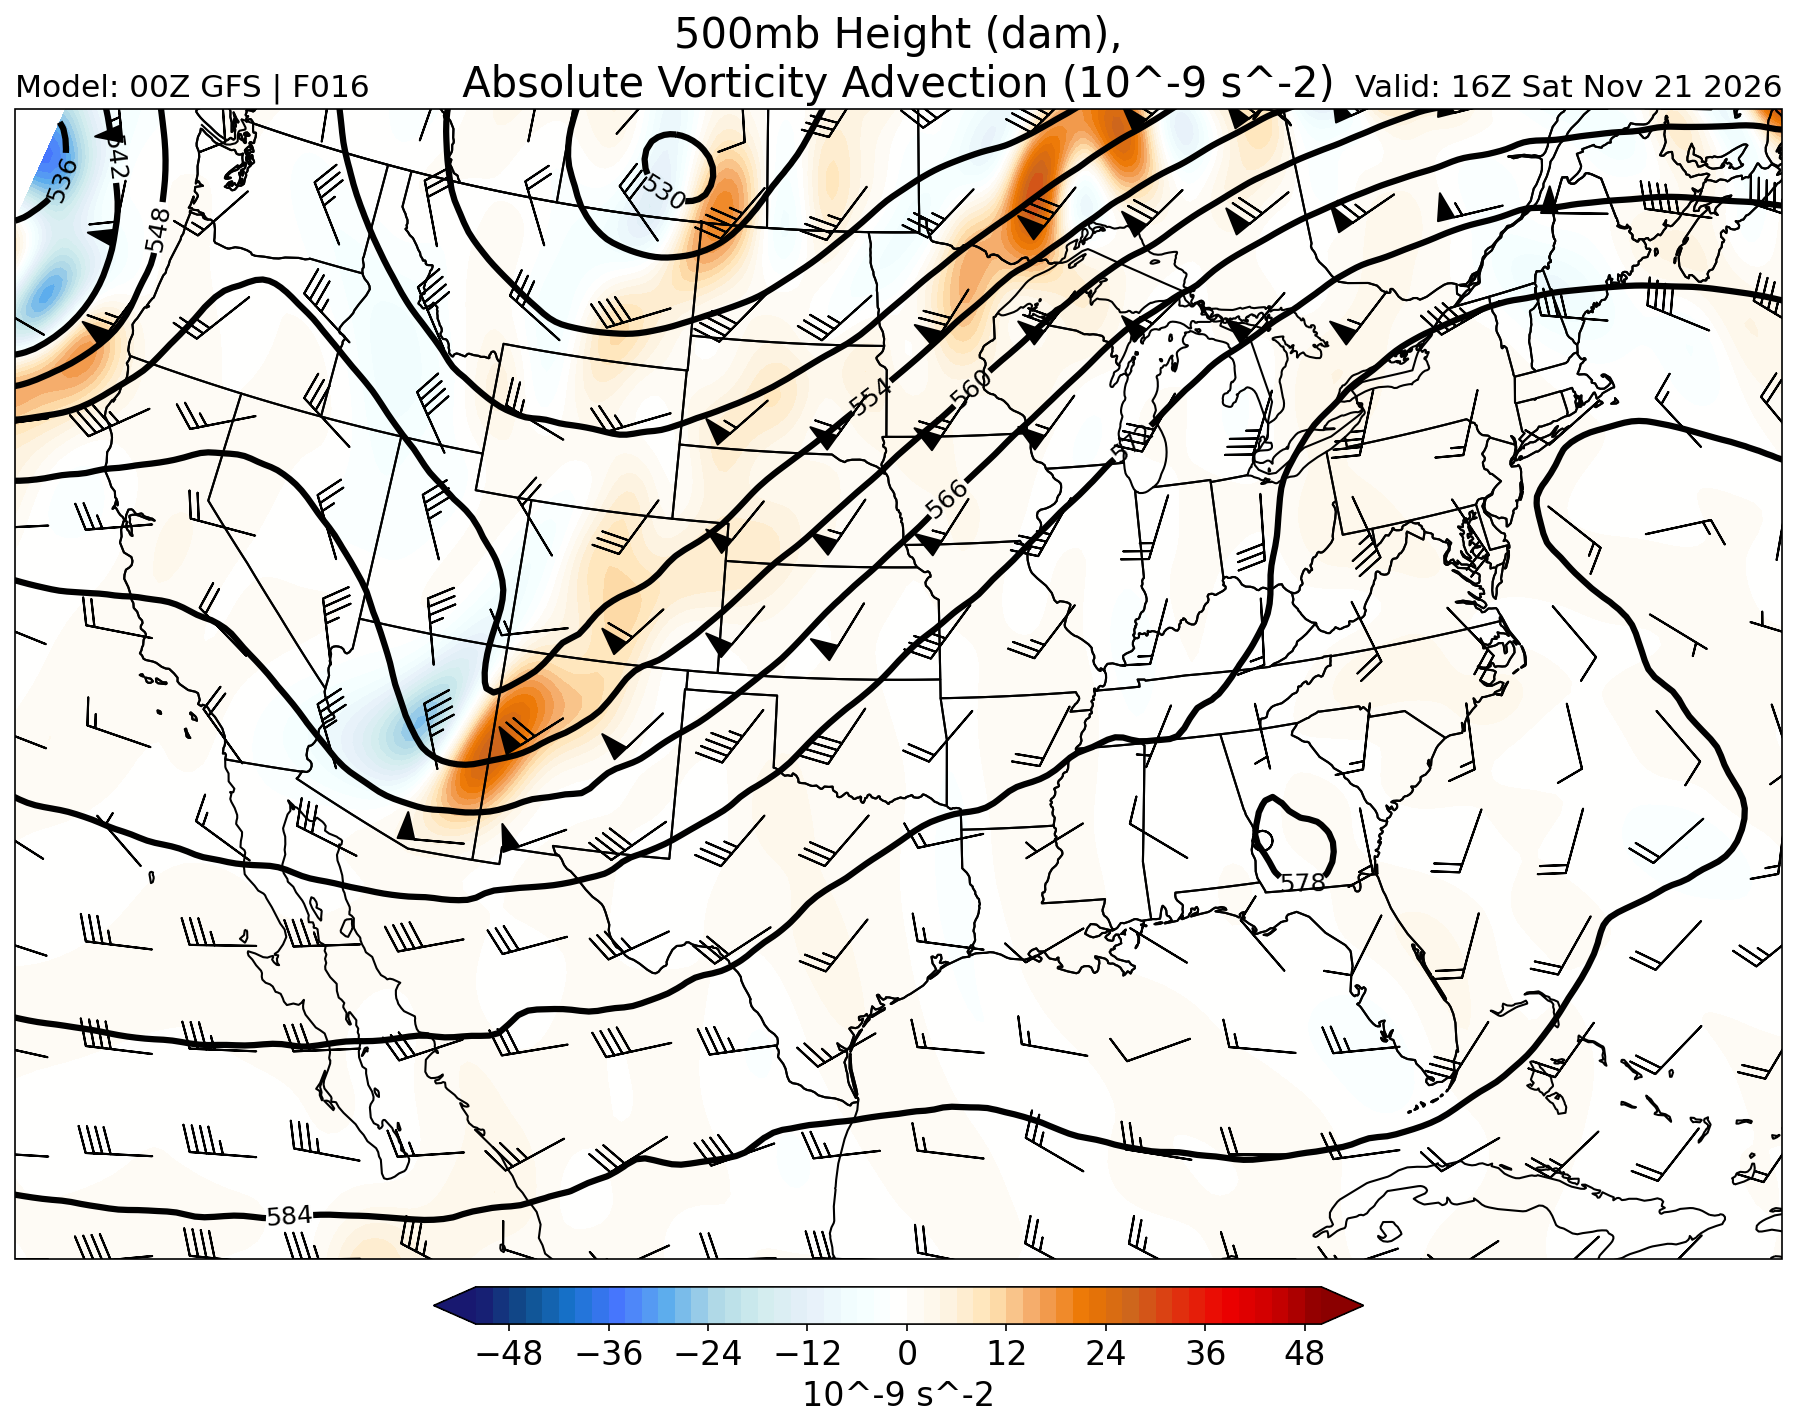 500mb Height (dam),
Model: 00Z GFS | F016
Absolute Vorticity Advection (10^-9 s^-2)
Valid: 16Z Sat Nov 21 2026
536
542
548
530
554
560
566
578
584
−48 −36 −24 −12 0 12 24 36 48
10^-9 s^-2